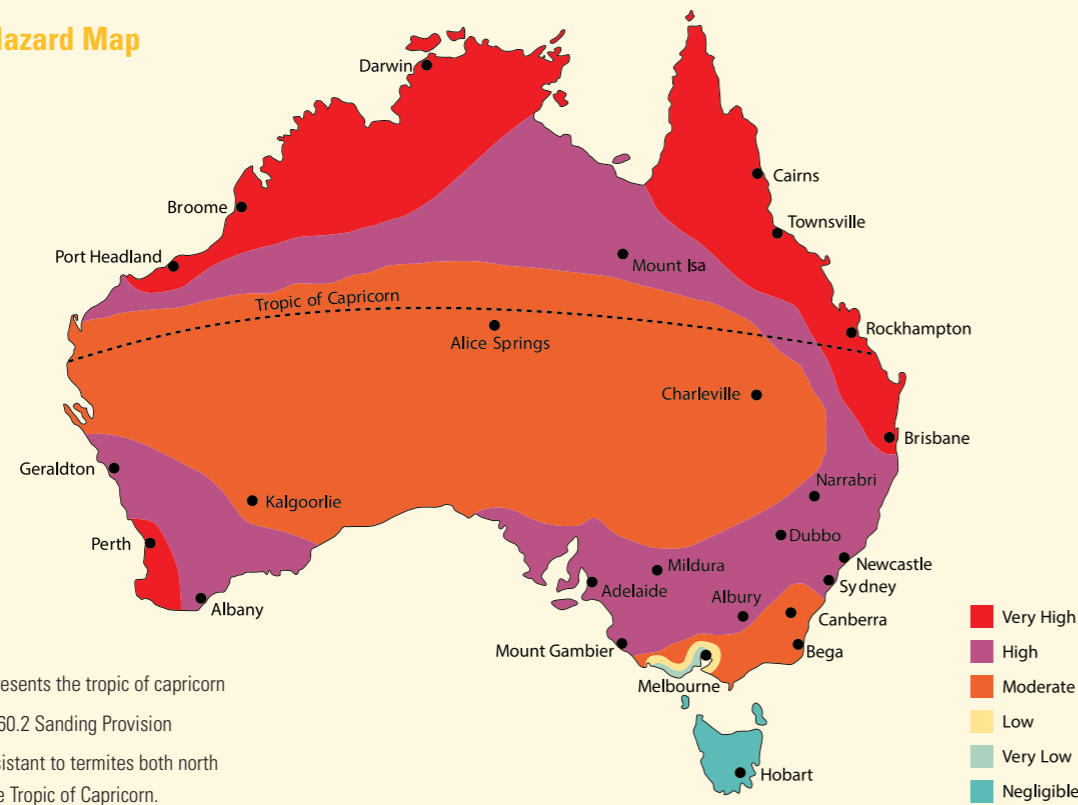 Hazard Map
Darwin
Cairns
Broome
Townsville
Port Headland
Mount Isa
Tropic of Capricorn
Rockhampton
Alice Springs
Charleville
Brisbane
Geraldton
Narrabri
Kalgoorlie
Dubbo
Perth
Newcastle
Mildura
Sydney
Adelaide
Albury
Albany
Canberra
Very High
Mount Gambier
Bega
High
Melbourne
Moderate
resents the tropic of capricorn
Low
60.2 Sanding Provision
Very Low
sistant to termites both north
Hobart
Negligible
e Tropic of Capricorn.